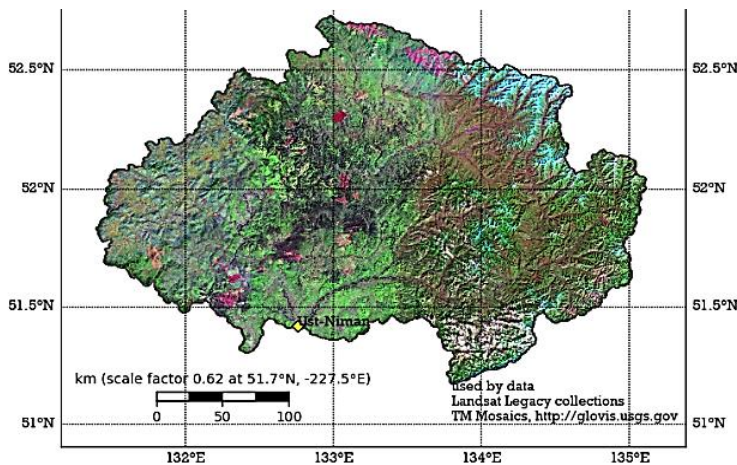 52.5°N
52.5°N
52°N
52°N
51.5°N
Ust-Niman
51.5°N
km (scale factor 0.62 at 51.7°N, -227.5°E)
0 50 100
used by data
Landsat Legacy collections
TM Mosaics, http://glovis.usgs.gov
51°N
51°N
132°E 133°E 134°E 135°E